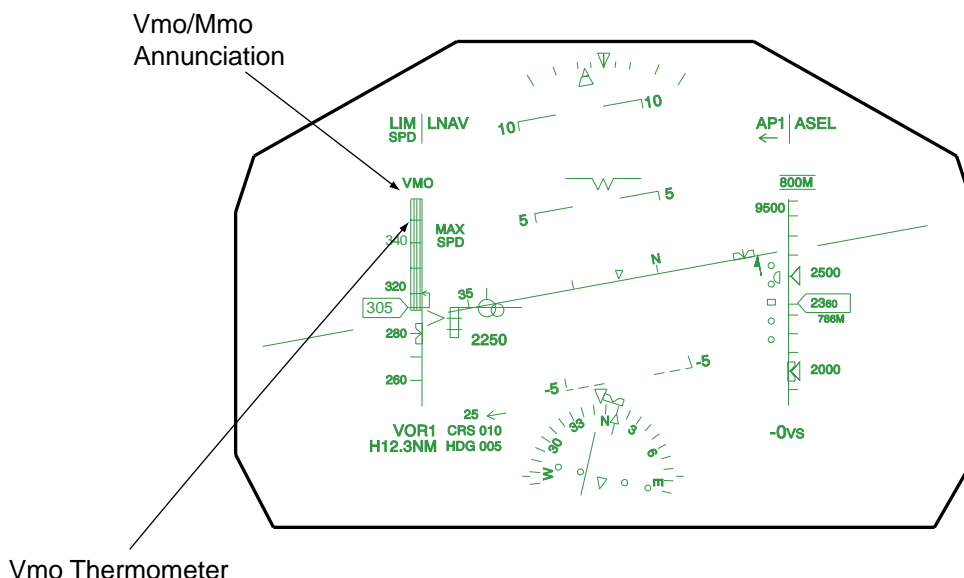 Vmo/Mmo
Annunciation
10
10
LIM LNAV
SPD
AP1 ASEL
VMO
800M
5
5
9500
MAX
SPD
340
N
2500
320
35
305
2360
786M
280
2250
-5
2000
260
-5
25
VOR1 CRS 010
H12.3NM HDG 005
-0VS
W 30 33 N 3 6 E
Vmo Thermometer